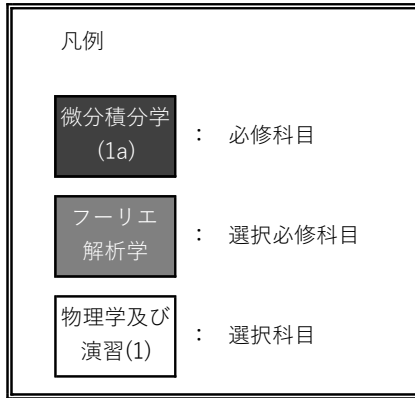 凡例
微分積分学
(1a)
： 必修科目
フーリエ
解析学
： 選択必修科目
物理学及び
演習(1)
： 選択科目